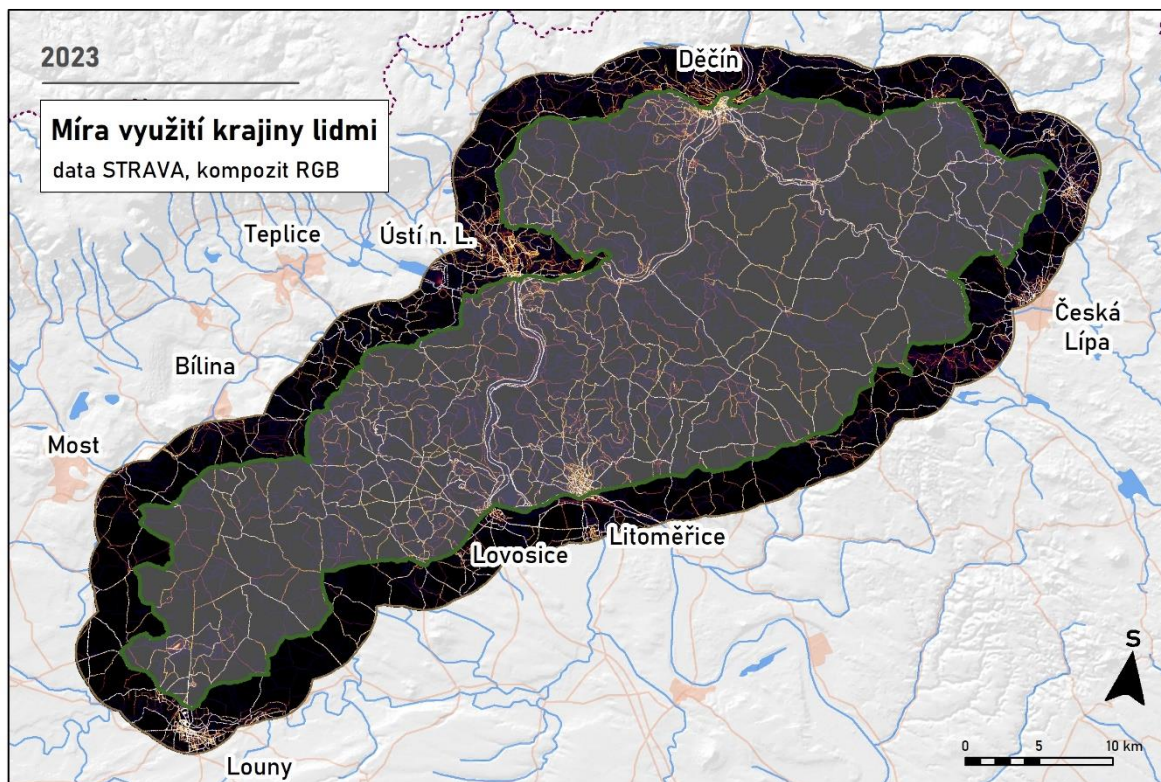 2023
Míra využití krajiny lidmi
data STRAVA, kompozit RGB
Děčín
Teplice
Ústí n. L.
Česká
Lípa
Bílina
Most
Litoměřice
Lovosice
Louny
S
0 5 10 km